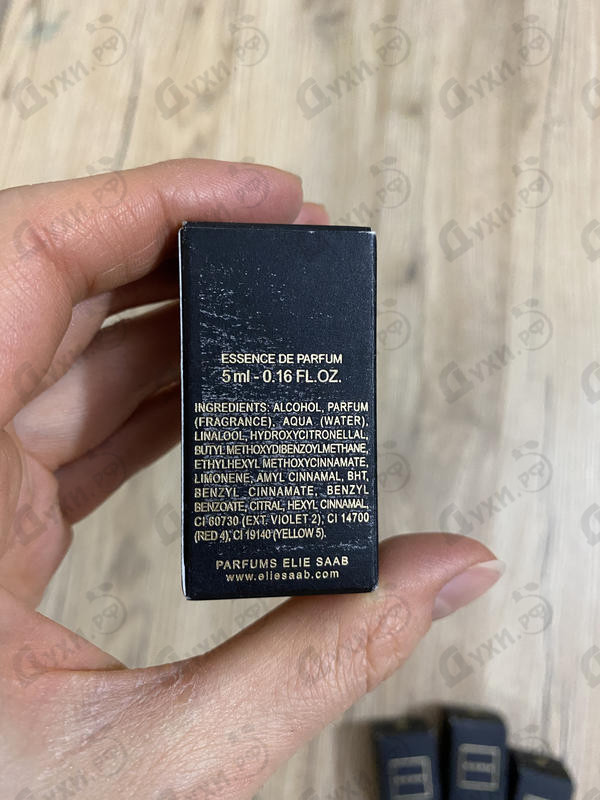 ESSENCE DE PARFUM
5 ml - 0.16 FL.OZ.
INGREDIENTS: ALCOHOL, PARFUM
(FRAGRANCE), AQUA (WATER),
LINALOOL, HYDROXYCITRONELLAL,
BUTYL METHOXYDIBENZOYLMETHANE,
ETHYLHEXYL METHOXYCINNAMATE,
LIMONENE, AMYL CINNAMAL, BHT,
BENZYL CINNAMATE, BENZYL
BENZOATE, CITRAL, HEXYL CINNAMAL,
CI 60730 (EXT. VIOLET 2), CI 14700
(RED 4), CI 19140 (YELLOW 5).
PARFUMS ELIE SAAB
www.eliesaab.com
Духи.РФ